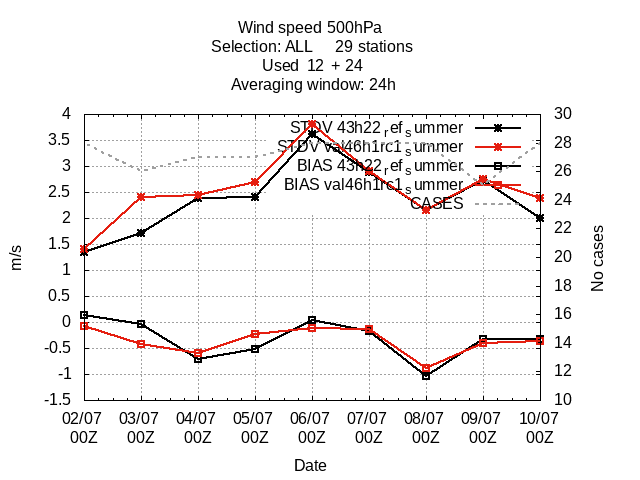 Wind speed 500hPa
Selection: ALL 29 stations
Used 12 + 24
Averaging window: 24h
STDV 43h22_ref_summer
STDV val46h1rc1_summer
BIAS 43h22_ref_summer
BIAS val46h1rc1_summer
CASES
4
3.5
3
2.5
2
1.5
1
0.5
0
-0.5
-1
-1.5
m/s
30
28
26
24
22
20
18
16
14
12
10
No cases
02/07 03/07 04/07 05/07 06/07 07/07 08/07 09/07 10/07
00Z 00Z 00Z 00Z 00Z 00Z 00Z 00Z 00Z
Date